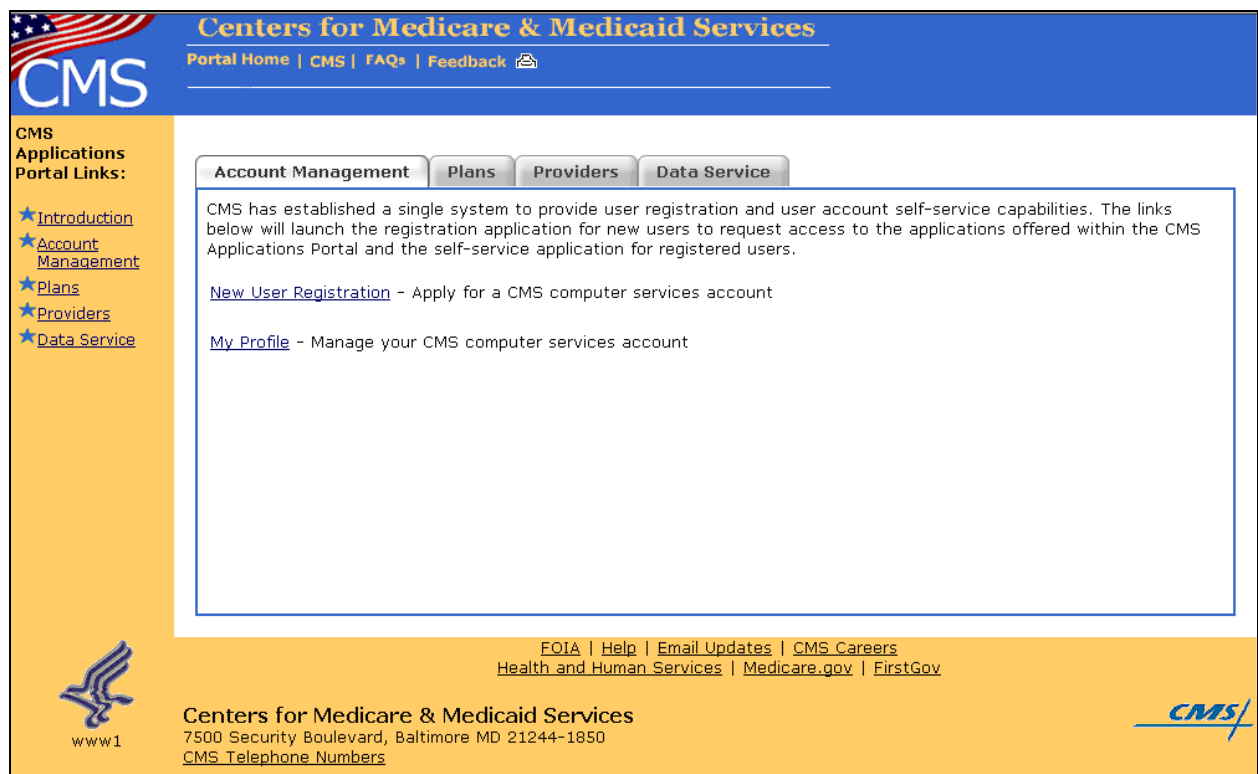 Centers for Medicare & Medicaid Services
Portal Home | CMS | FAQs | Feedback
CMS
CMS
Applications
Portal Links:
Introduction
Account
Management
Plans
Providers
Data Service
Account Management
Plans
Providers
Data Service
CMS has established a single system to provide user registration and user account self-service capabilities. The links
below will launch the registration application for new users to request access to the applications offered within the CMS
Applications Portal and the self-service application for registered users.
New User Registration - Apply for a CMS computer services account
My Profile - Manage your CMS computer services account
FOIA | Help | Email Updates | CMS Careers
Health and Human Services | Medicare.gov | FirstGov
www1
Centers for Medicare & Medicaid Services
7500 Security Boulevard, Baltimore MD 21244-1850
CMS Telephone Numbers
CMS